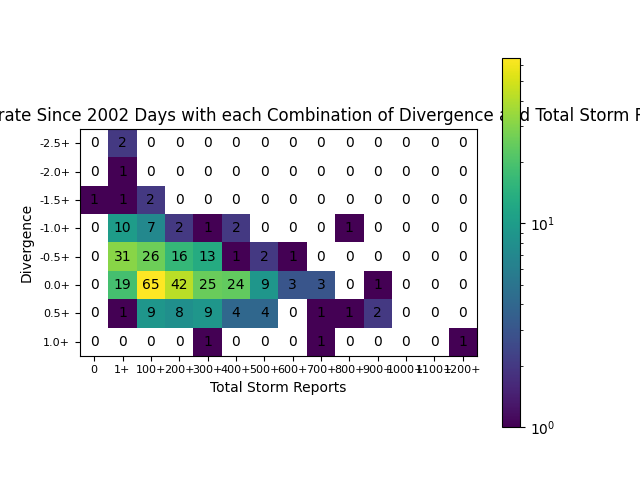 rate Since 2002 Days with each Combination of Divergence and Total Storm R
-2.5+ 0 2 0 0 0 0 0 0 0 0 0 0 0 0
-2.0+ 0 1 0 0 0 0 0 0 0 0 0 0 0 0
-1.5+ 1 1 2 0 0 0 0 0 0 0 0 0 0 0
-1.0+ 0 10 7 2 1 2 0 0 0 1 0 0 0 0
-0.5+ 0 31 26 16 13 1 2 1 0 0 0 0 0 0
0.0+ 0 19 65 42 25 24 9 3 3 0 1 0 0 0
0.5+ 0 1 9 8 9 4 4 0 1 1 2 0 0 0
1.0+ 0 0 0 0 1 0 0 0 1 0 0 0 0 1
0 1+ 100+ 200+ 300+ 400+ 500+ 600+ 700+ 800+ 900+ 1000+ 1100+ 1200+
Total Storm Reports
Divergence
10¹
10⁰